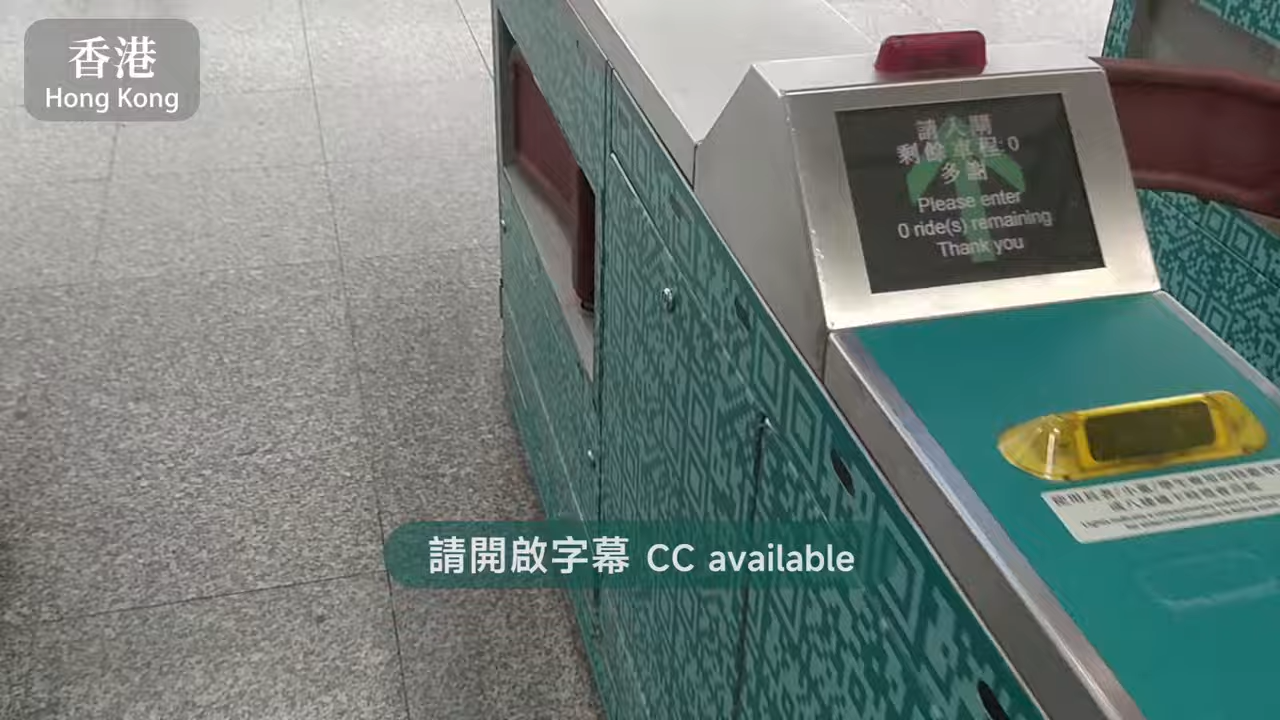 香港
Hong Kong
請入閘
剩餘車程: 0
多謝
Please enter
0 ride(s) remaining
Thank you
請開啟字幕 CC available